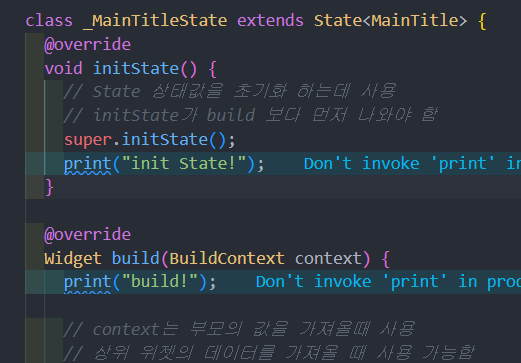 class _MainTitleState extends State<MainTitle> {
@override
void initState() {
// State 상태값을 초기화 하는데 사용
// initState가 build 보다 먼저 나와야 함
super.initState();
print("init State!"); Don't invoke 'print' in
}
@override
Widget build(BuildContext context) {
print("build!"); Don't invoke 'print' in prod
// context는 부모의 값을 가져올때 사용
// 상위 위젯의 데이터를 가져올 때 사용 가능함